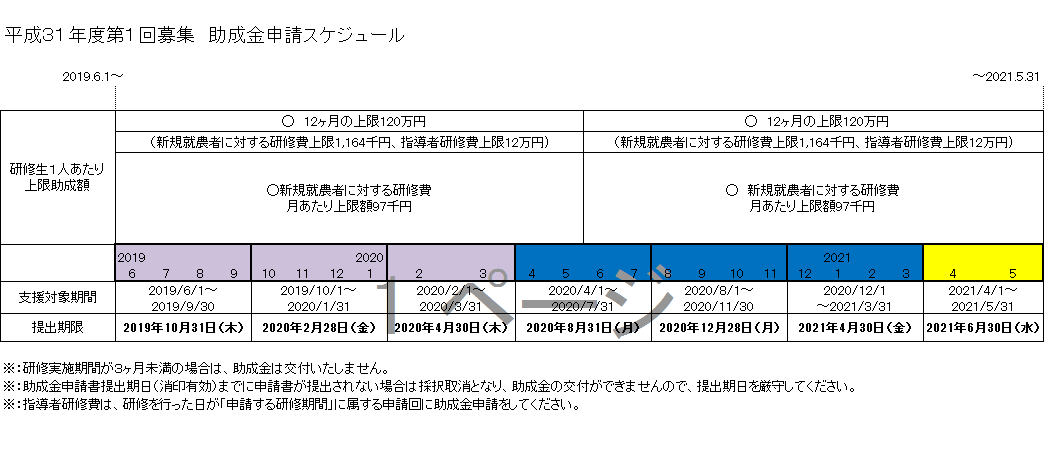 平成31年度第1回募集　助成金申請スケジュール
2019.6.1～　～2021.5.31
〇　12ヶ月の上限120万円　〇　12ヶ月の上限120万円
（新規就農者に対する研修費上限1,164千円、指導者研修費上限12万円）　（新規就農者に対する研修費上限1,164千円、指導者研修費上限12万円）
研修生１人あたり
上限助成額
〇新規就農者に対する研修費
月あたり上限額97千円
〇　新規就農者に対する研修費
月あたり上限額97千円
2019　2020　2021
6　7　8　9　10　11　12　1　2　3　4　5　6　7　8　9　10　11　12　1　2　3　4　5
支援対象期間
2019/6/1～
2019/9/30
2019/10/1～
2020/1/31
2020/2/1～
2020/3/31
2020/4/1～
2020/7/31
2020/8/1～
2020/11/30
2020/12/1
～2021/3/31
2021/4/1～
2021/5/31
提出期限　2019年10月31日（木）　2020年2月28日（金）　2020年4月30日（木）　2020年8月31日（月）　2020年12月28日（月）　2021年4月30日（金）　2021年6月30日（水）
1 ページ
※：研修実施期間が３ヶ月未満の場合は、助成金は交付いたしません。
※：助成金申請書提出期日（消印有効）までに申請書が提出されない場合は採択取消となり、助成金の交付ができませんので、提出期日を厳守してください。
※：指導者研修費は、研修を行った日が「申請する研修期間」に属する申請回に助成金申請をしてください。